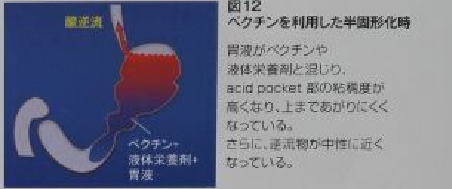 酸逆流
ペクチン+
液体栄養剤+
胃液
図12
ペクチンを利用した半固形化時
胃液がペクチンや
液体栄養剤と混じり、
acid pocket 部の粘稠度が
高くなり、上まであがりにくく
なっている。
さらに、逆流物が中性に近く
なっている。